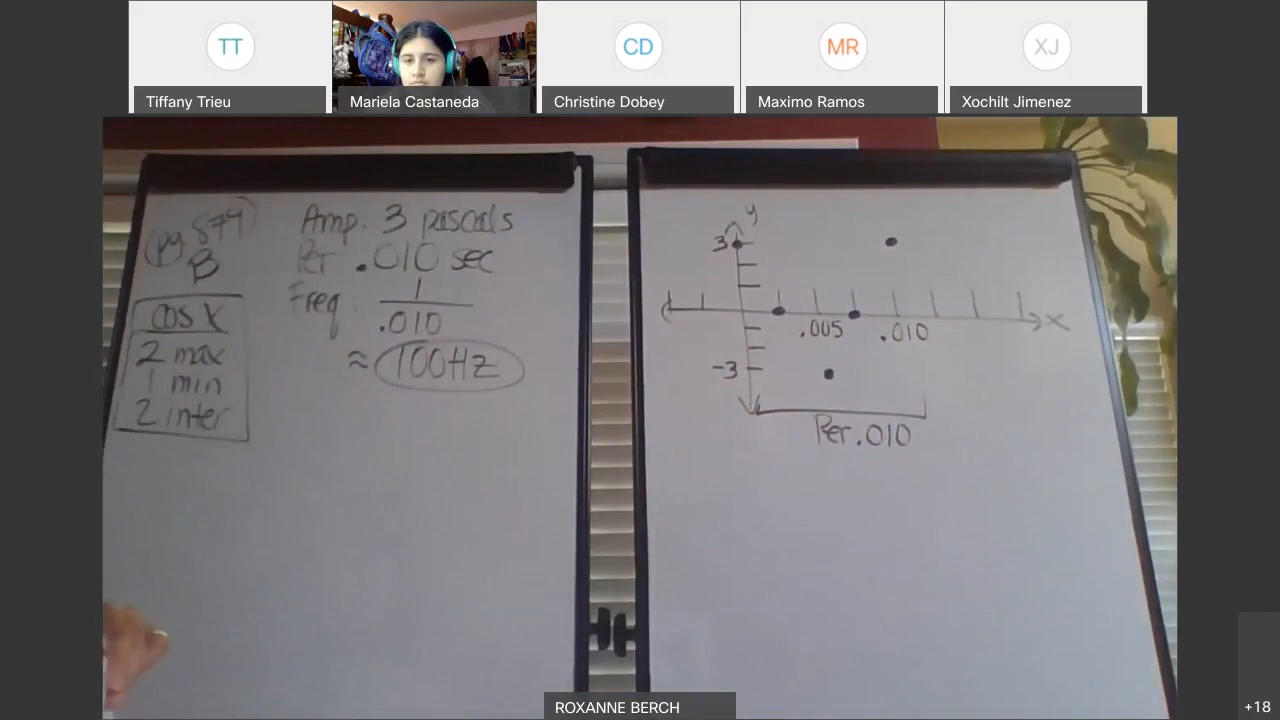 TT
CD
MR
XJ
Tiffany Trieu
Mariela Castaneda
Christine Dobey
Maximo Ramos
Xochilt Jimenez
pg 879
B
cos X
2 max
1 min
2 inter
Amp: 3 pascals
Per .010 sec
Freq: 1
.010
≈ 100Hz
y
3
x
.005 .010
-3
Per .010
ROXANNE BERCH
+18